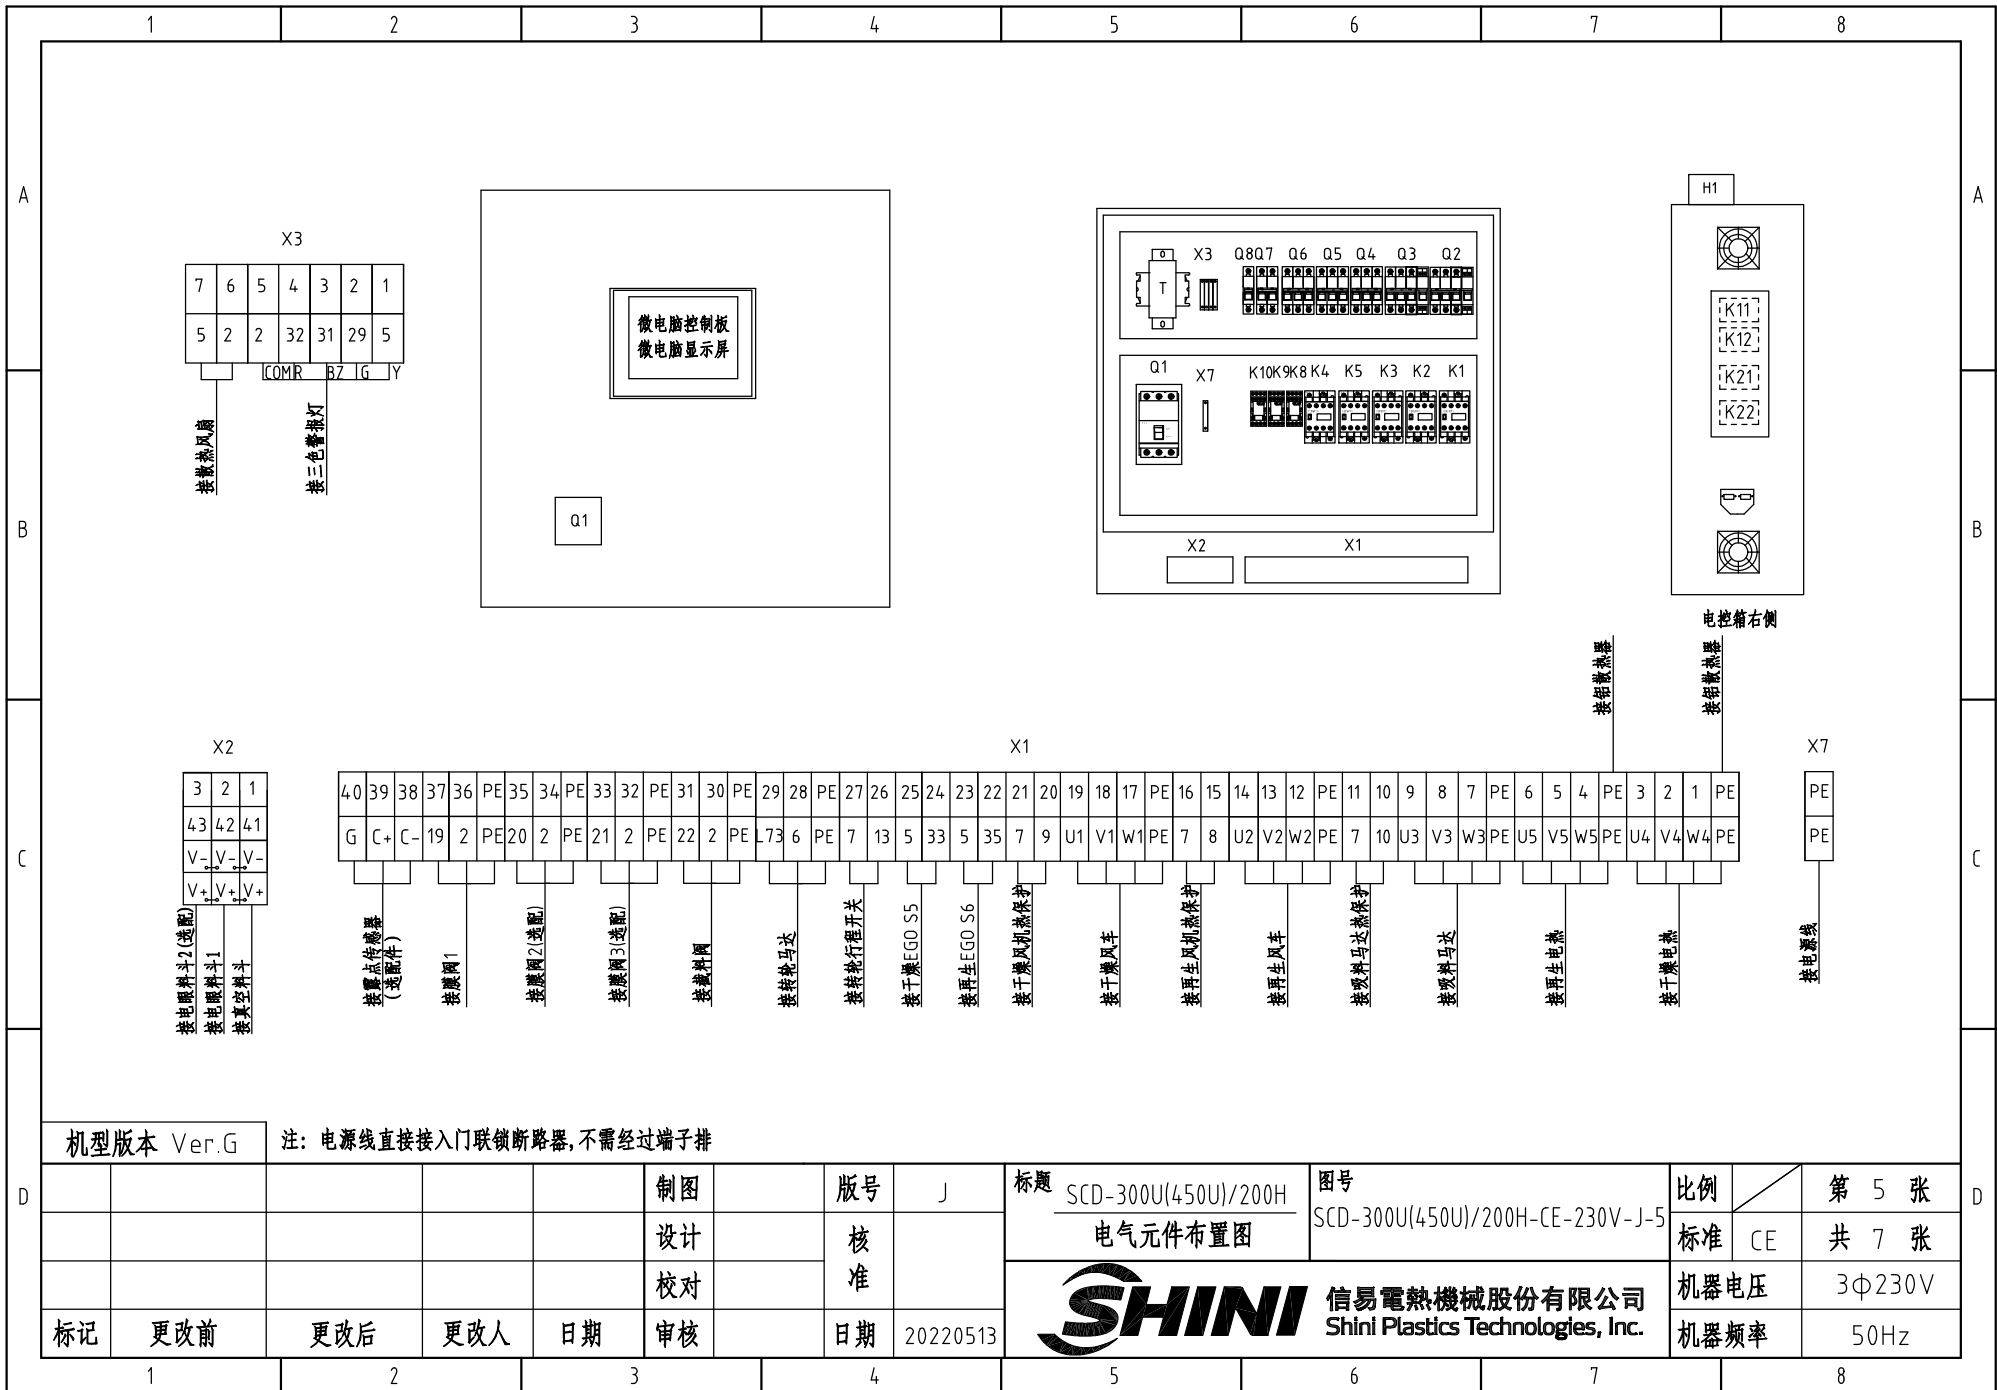 1 2 3 4 5 6 7 8
A A
H1
X3
X3 Q8 Q7 Q6 Q5 Q4 Q3 Q2
7 6 5 4 3 2 1
5 2 2 32 31 29 5
COM R BZ G Y
接散热风扇
接三色警报灯
微电脑控制板
微电脑显示屏
Q1
T
Q1 X7 K10 K9 K8 K4 K5 K3 K2 K1
X2 X1
K11
K12
K21
K22
电控箱右侧
B B
接铝散热器
接铝散热器
X2
3 2 1
43 42 41
V- V- V-
V+ V+ V+
接电眼料斗2(选配)
接电眼料斗1
接真空料斗
X1
40 39 38 37 36 PE 35 34 PE 33 32 PE 31 30 PE 29 28 PE 27 26 25 24 23 22 21 20 19 18 17 PE 16 15 14 13 12 PE 11 10 9 8 7 PE 6 5 4 PE 3 2 1 PE
G C+ C- 19 2 PE 20 2 PE 21 2 PE 22 2 PE L73 6 PE 7 13 5 33 5 35 7 9 U1 V1 W1 PE 7 8 U2 V2 W2 PE 7 10 U3 V3 W3 PE U5 V5 W5 PE U4 V4 W4 PE
接露点传感器
(选配件)
接膜阀1
接膜阀2(选配)
接膜阀3(选配)
接截料阀
接转轮马达
接转轮行程开关
接干燥EGO S5
接再生EGO S6
接干燥风机热保护
接干燥风车
接再生风机热保护
接再生风车
接吸料马达热保护
接吸料马达
接再生电热
接干燥电热
X7
PE
PE
接电源线
C C
机型版本 Ver.G
注: 电源线直接接入门联锁断路器,不需经过端子排
D D
制图 版号 J
设计 核准
校对
标记 更改前 更改后 更改人 日期 审核 日期 20220513
标题 SCD-300U(450U)/200H
电气元件布置图
图号
SCD-300U(450U)/200H-CE-230V-J-5
比例 第 5 张
标准 CE 共 7 张
机器电压 3φ230V
机器频率 50Hz
SHINI
信易電熱機械股份有限公司
Shini Plastics Technologies, Inc.
1 2 3 4 5 6 7 8